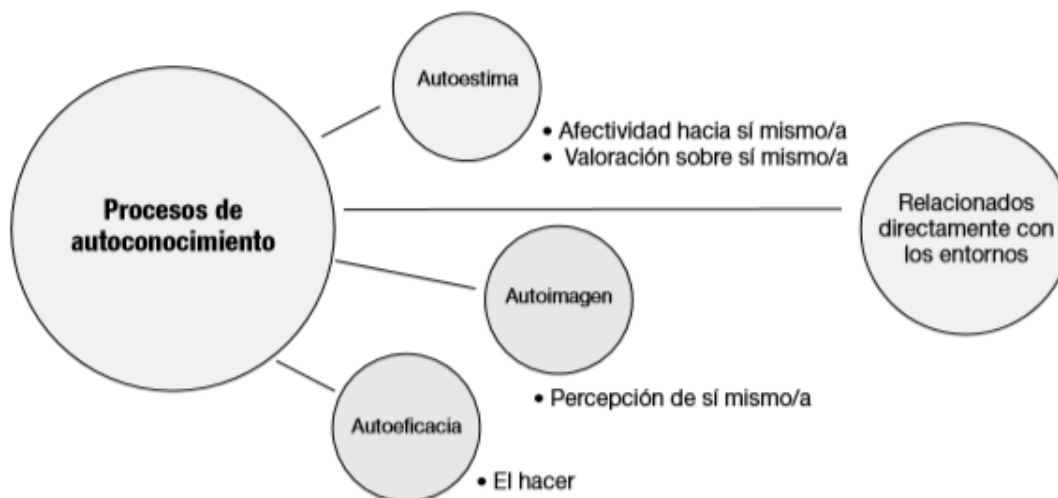 Autoestima
• Afectividad hacia sí mismo/a
• Valoración sobre sí mismo/a
Procesos de
autoconocimiento
Relacionados
directamente con
los entornos
Autoimagen
• Percepción de sí mismo/a
Autoeficacia
• El hacer